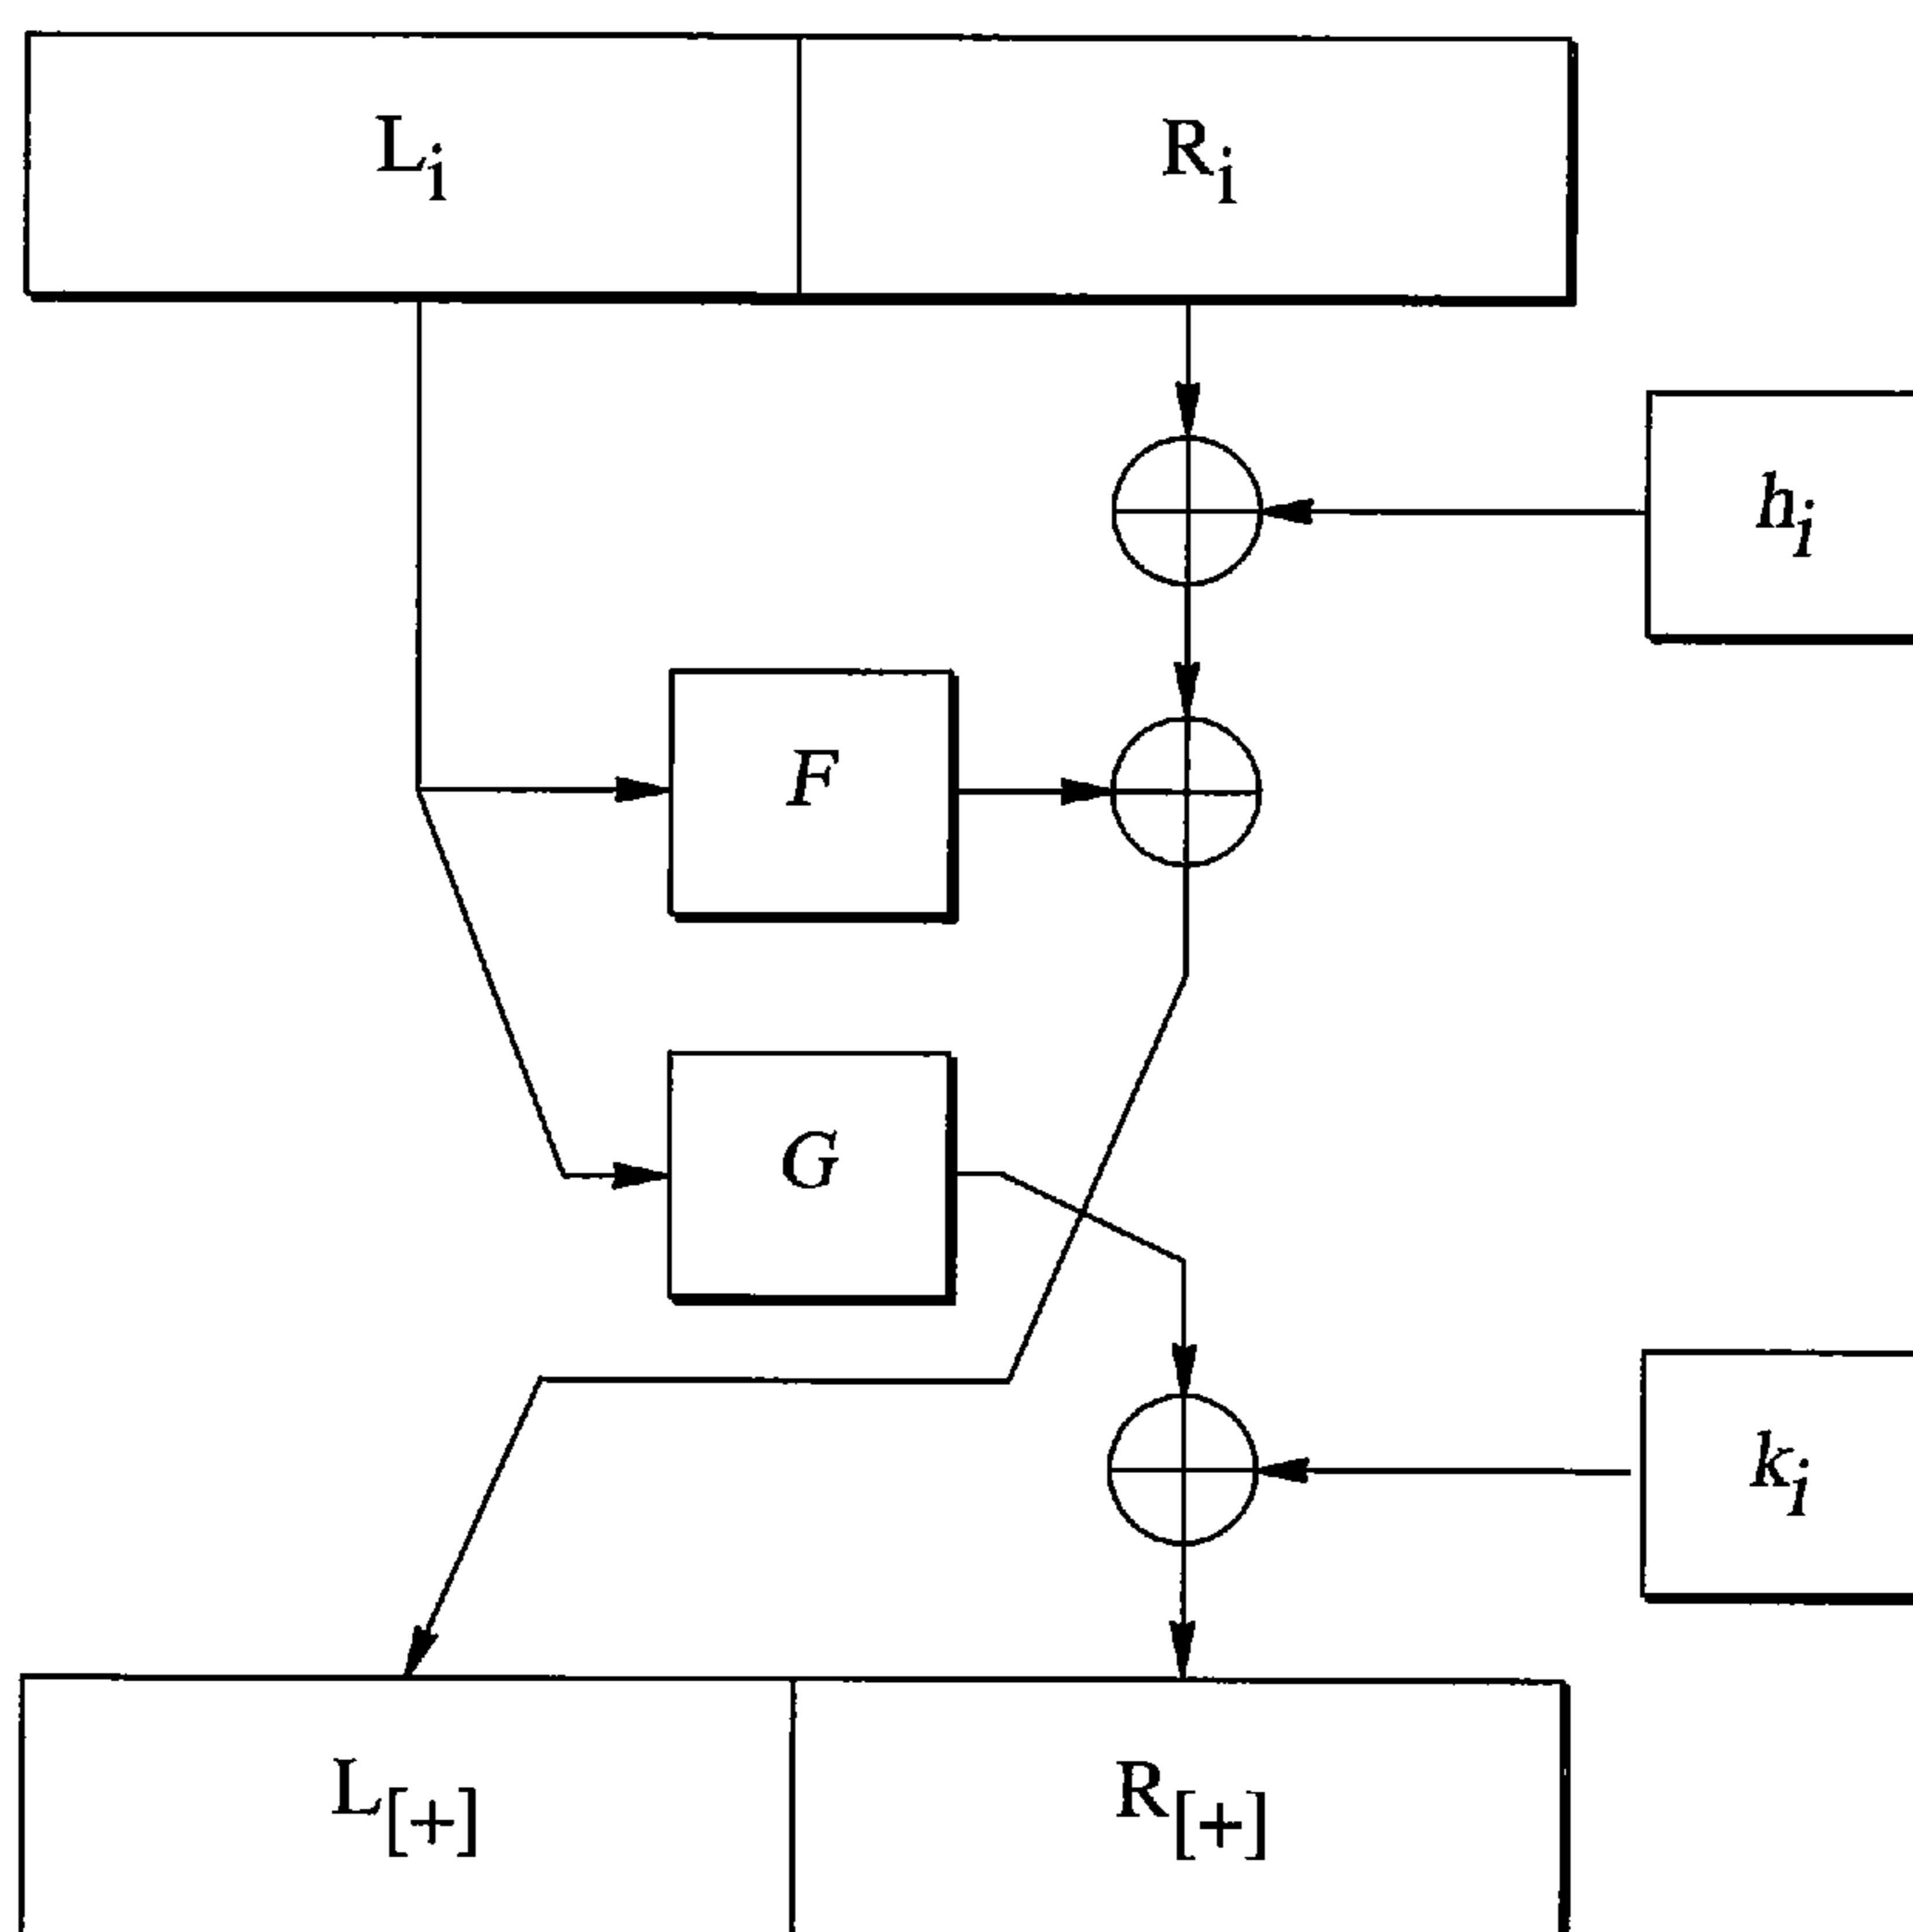 L_i R_i
h_i
F
G
k_i
L_[+] R_[+]